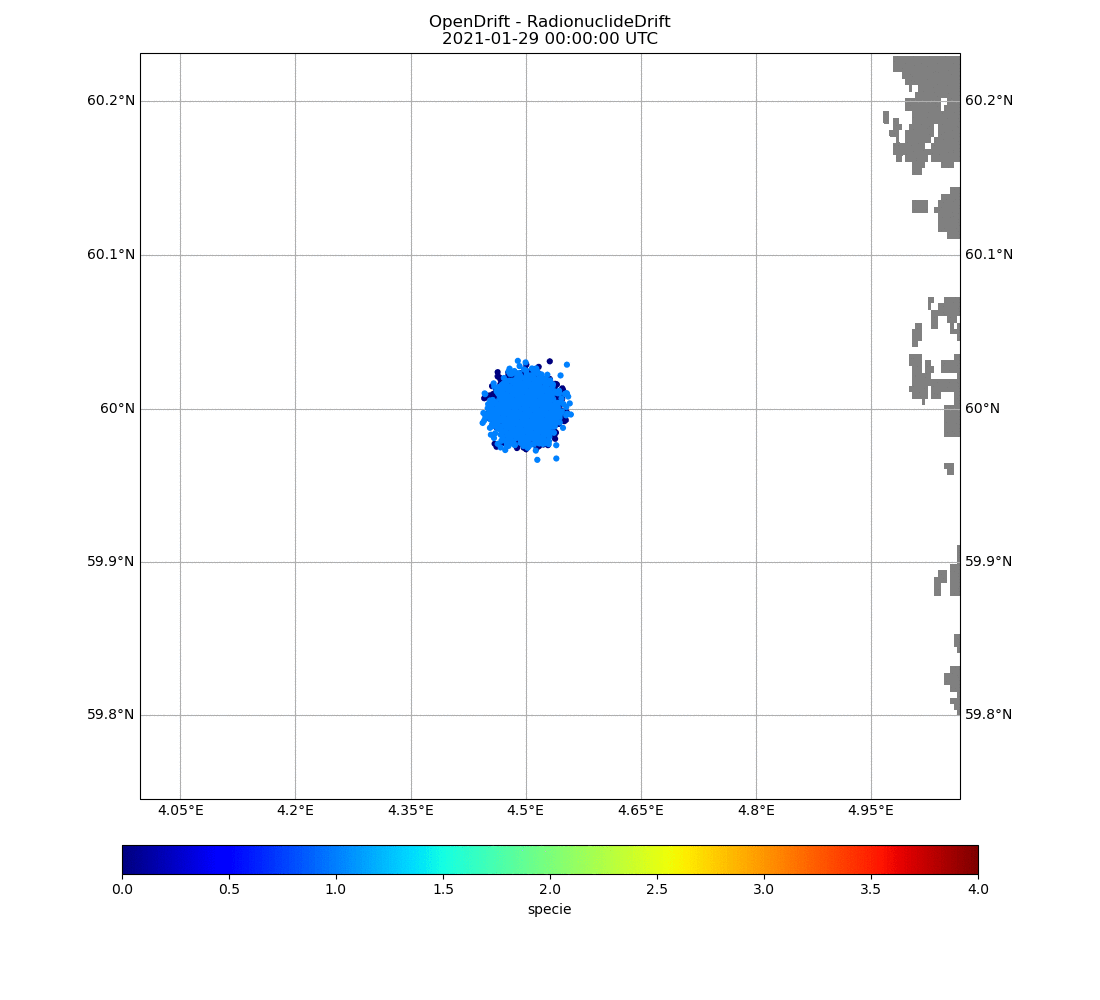 OpenDrift - RadionuclideDrift
2021-01-29 00:00:00 UTC
60.2°N 60.2°N
60.1°N 60.1°N
60°N 60°N
59.9°N 59.9°N
59.8°N 59.8°N
4.05°E 4.2°E 4.35°E 4.5°E 4.65°E 4.8°E 4.95°E
0.0 0.5 1.0 1.5 2.0 2.5 3.0 3.5 4.0
specie